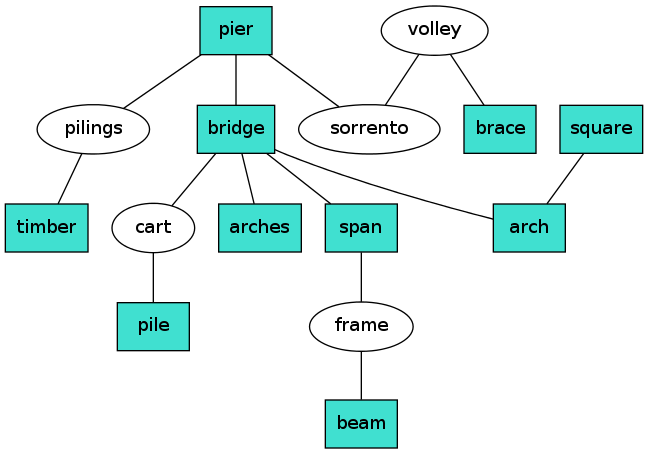 pier
volley
pilings
bridge
sorrento
brace
square
timber
cart
arches
span
arch
pile
frame
beam